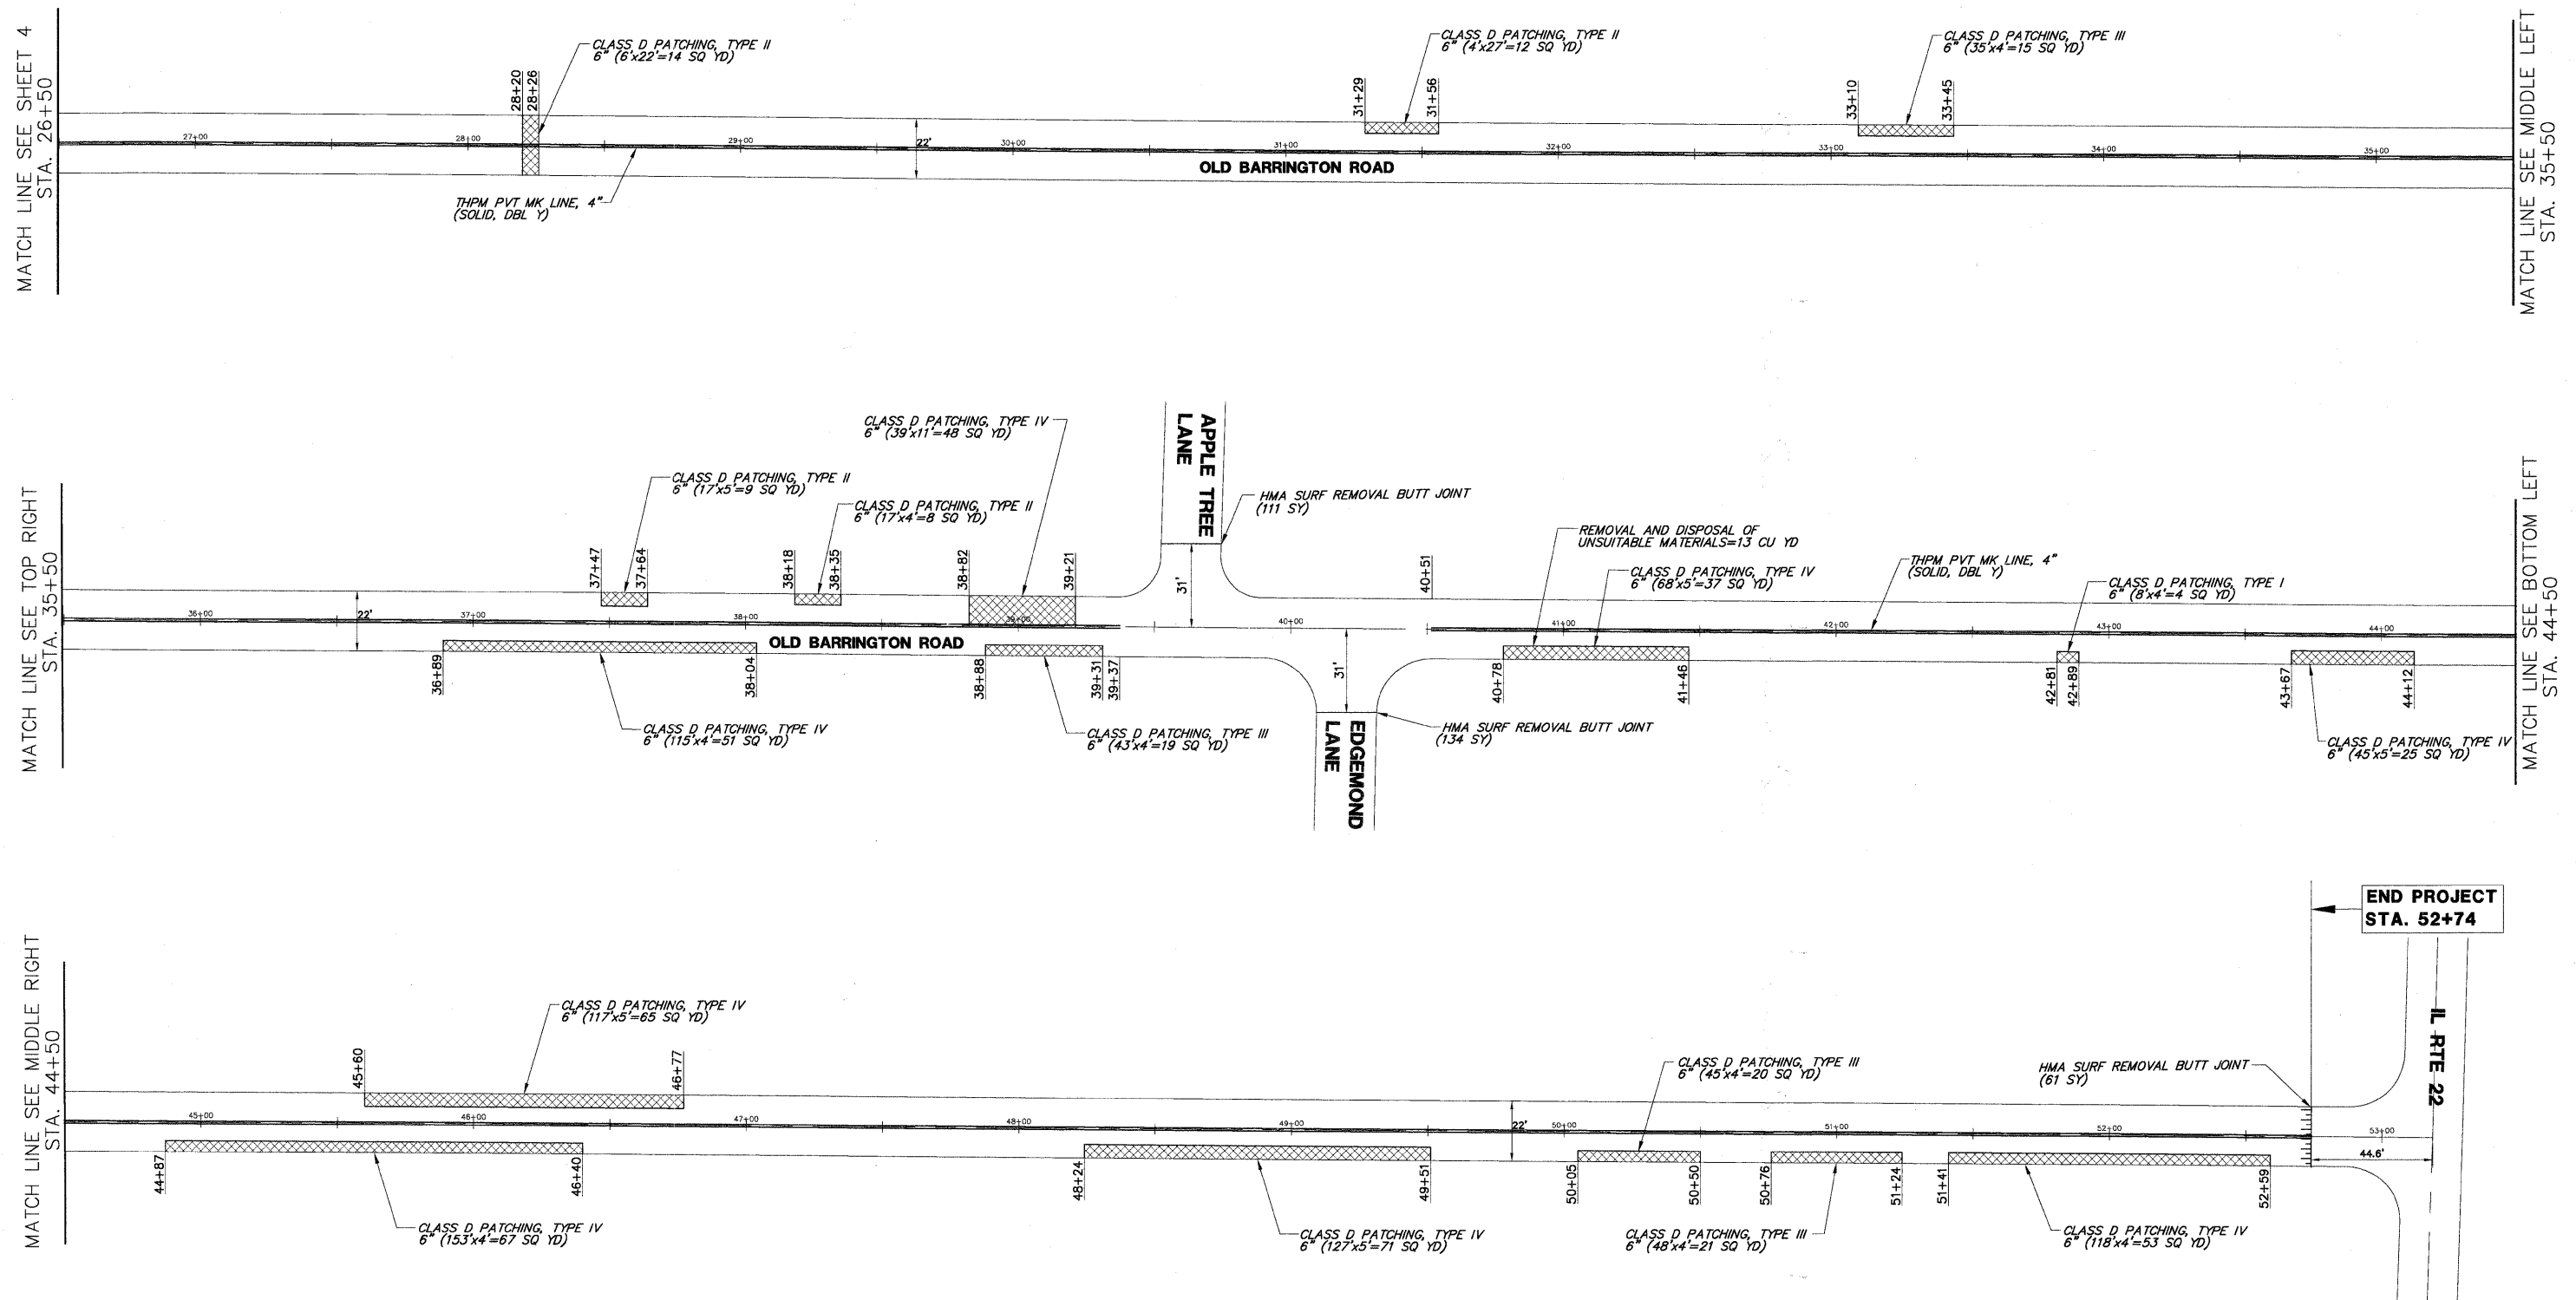 MATCH LINE SEE SHEET 4
STA. 26+50
CLASS D PATCHING, TYPE II
6" (6'x22'=14 SQ YD)
28+20
28+26
CLASS D PATCHING, TYPE II
6" (4'x27'=12 SQ YD)
31+29
31+56
CLASS D PATCHING, TYPE III
6" (35'x4'=15 SQ YD)
33+10
33+45
27+00
28+00
29+00
22'
30+00
31+00
32+00
33+00
34+00
35+00
OLD BARRINGTON ROAD
THPM PVT MK LINE, 4"
(SOLID, DBL Y)
MATCH LINE SEE MIDDLE LEFT
STA. 35+50
MATCH LINE SEE TOP RIGHT
STA. 35+50
CLASS D PATCHING, TYPE IV
6" (39'x11'=48 SQ YD)
CLASS D PATCHING, TYPE II
6" (17'x5'=9 SQ YD)
CLASS D PATCHING, TYPE II
6" (17'x4'=8 SQ YD)
37+47
37+64
38+18
38+35
38+82
39+21
APPLE TREE
LANE
HMA SURF REMOVAL BUTT JOINT
(111 SY)
31'
40+51
REMOVAL AND DISPOSAL OF
UNSUITABLE MATERIALS=13 CU YD
CLASS D PATCHING, TYPE IV
6" (68'x5'=37 SQ YD)
THPM PVT MK LINE, 4"
(SOLID, DBL Y)
CLASS D PATCHING, TYPE I
6" (8'x4'=4 SQ YD)
36+00
22'
37+00
38+00
39+00
40+00
41+00
42+00
43+00
44+00
OLD BARRINGTON ROAD
36+89
38+04
38+88
39+31
39+37
31'
40+78
41+46
42+81
42+89
43+67
44+12
CLASS D PATCHING, TYPE IV
6" (115'x4'=51 SQ YD)
CLASS D PATCHING, TYPE III
6" (43'x4'=19 SQ YD)
EDGEMOND
LANE
HMA SURF REMOVAL BUTT JOINT
(134 SY)
CLASS D PATCHING, TYPE IV
6" (45'x5'=25 SQ YD)
MATCH LINE SEE BOTTOM LEFT
STA. 44+50
MATCH LINE SEE MIDDLE RIGHT
STA. 44+50
END PROJECT
STA. 52+74
CLASS D PATCHING, TYPE IV
6" (117'x5'=65 SQ YD)
45+60
46+77
CLASS D PATCHING, TYPE III
6" (45'x4'=20 SQ YD)
HMA SURF REMOVAL BUTT JOINT
(61 SY)
IL RTE 22
45+00
46+00
47+00
48+00
49+00
22'
50+00
51+00
52+00
53+00
44.6'
44+87
46+40
48+24
49+51
50+05
50+50
50+76
51+24
51+41
52+59
CLASS D PATCHING, TYPE IV
6" (153'x4'=67 SQ YD)
CLASS D PATCHING, TYPE IV
6" (127'x5'=71 SQ YD)
CLASS D PATCHING, TYPE III
6" (48'x4'=21 SQ YD)
CLASS D PATCHING, TYPE IV
6" (118'x4'=53 SQ YD)